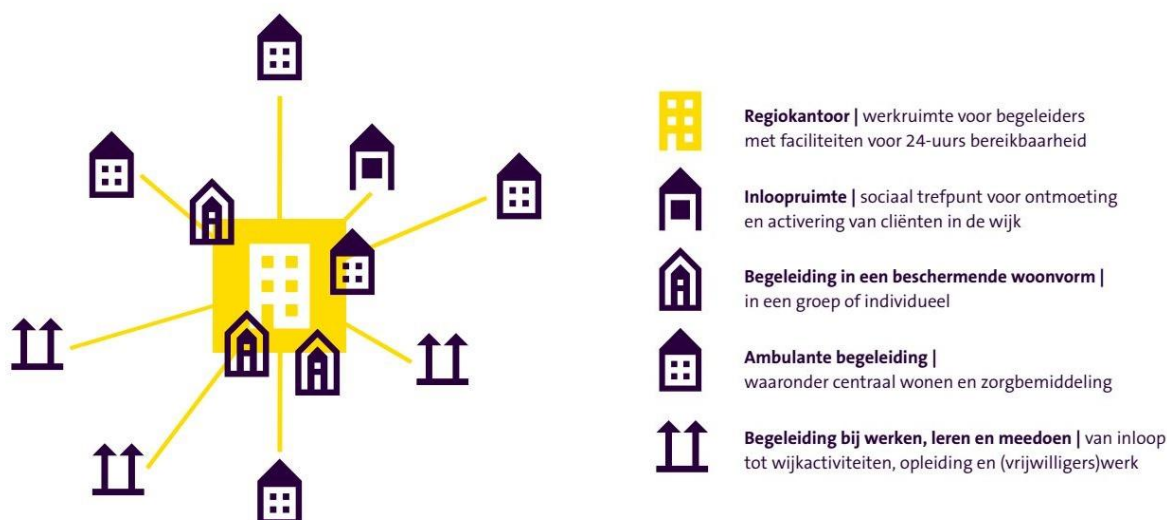 Regiokantoor | werkruimte voor begeleiders
met faciliteiten voor 24-uurs bereikbaarheid
Inloopruimte | sociaal trefpunt voor ontmoeting
en activering van cliënten in de wijk
Begeleiding in een beschermende woonvorm |
in een groep of individueel
Ambulante begeleiding |
waaronder centraal wonen en zorgbemiddeling
Begeleiding bij werken, leren en meedoen | van inloop
tot wijkactiviteiten, opleiding en (vrijwilligers)werk